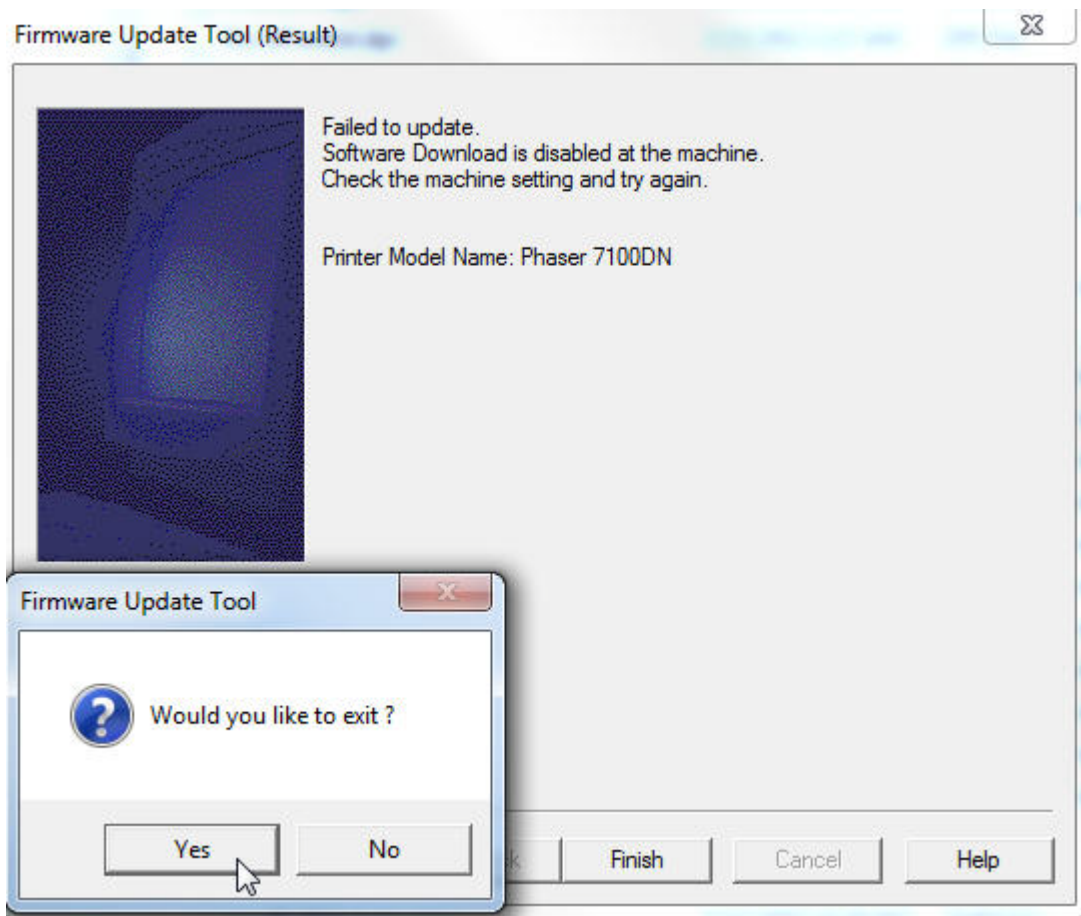 Firmware Update Tool (Result)
Failed to update.
Software Download is disabled at the machine.
Check the machine setting and try again.
Printer Model Name: Phaser 7100DN
Firmware Update Tool
Would you like to exit ?
Yes
No
Finish
Cancel
Help